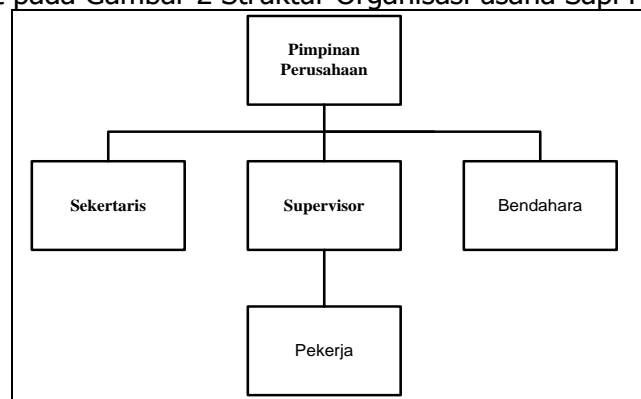 pada Gambar 2 Struktur Organisasi usaha Sapi
Pimpinan
Perusahaan
Sekertaris
Supervisor
Bendahara
Pekerja